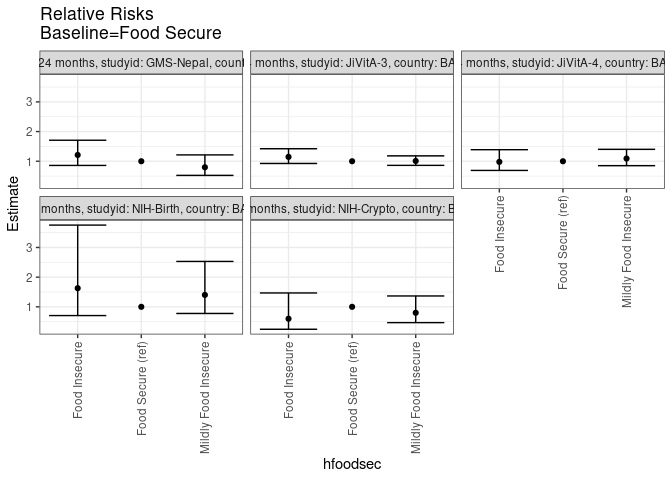 Relative Risks
Baseline=Food Secure
24 months, studyid: GMS-Nepal, count
months, studyid: JiVitA-3, country: BA
months, studyid: JiVitA-4, country: BA
3
2
1
months, studyid: NIH-Birth, country: BA
months, studyid: NIH-Crypto, country: B
3
2
1
Estimate
Food Insecure
Food Secure (ref)
Mildly Food Insecure
Food Insecure
Food Secure (ref)
Mildly Food Insecure
Food Insecure
Food Secure (ref)
Mildly Food Insecure
hfoodsec